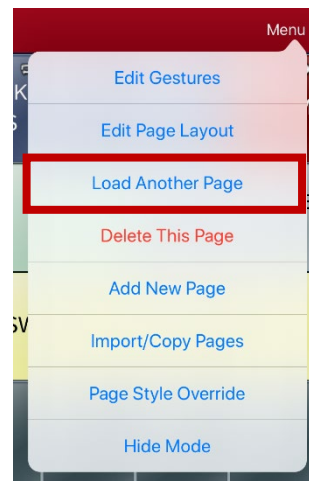 Menu
K
S
Edit Gestures
Edit Page Layout
Load Another Page
Delete This Page
Add New Page
SW
Import/Copy Pages
Page Style Override
Hide Mode